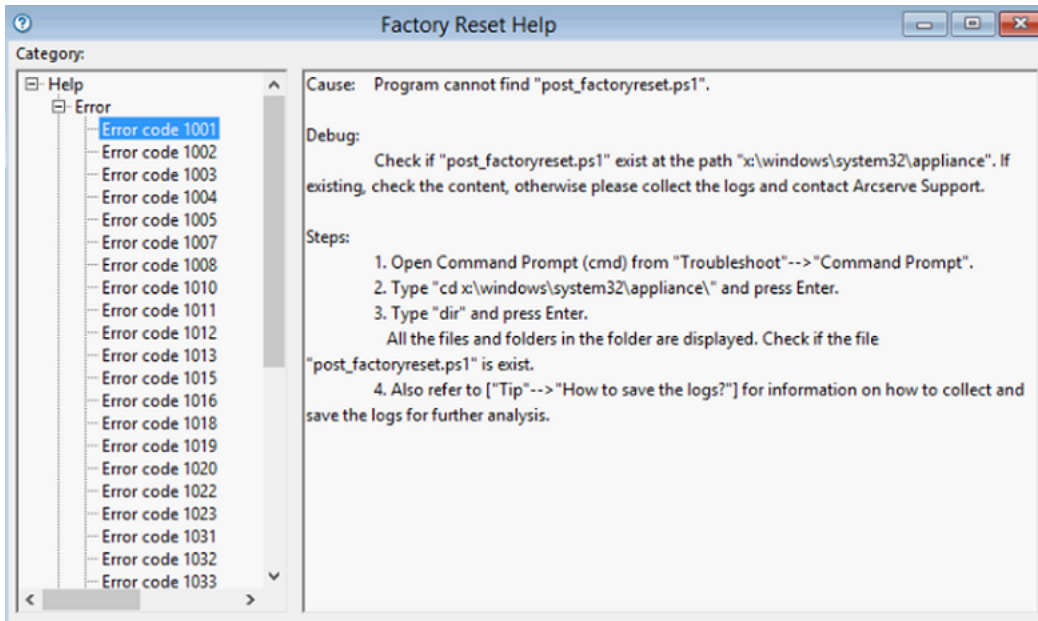 Factory Reset Help
Category:
Help
Error
Error code 1001
Error code 1002
Error code 1003
Error code 1004
Error code 1005
Error code 1007
Error code 1008
Error code 1010
Error code 1011
Error code 1012
Error code 1013
Error code 1015
Error code 1016
Error code 1018
Error code 1019
Error code 1020
Error code 1022
Error code 1023
Error code 1031
Error code 1032
Error code 1033
Cause: Program cannot find "post_factoryreset.ps1".
Debug:
Check if "post_factoryreset.ps1" exist at the path "x:\windows\system32\appliance". If
existing, check the content, otherwise please collect the logs and contact Arcserve Support.
Steps:
1. Open Command Prompt (cmd) from "Troubleshoot"-->"Command Prompt".
2. Type "cd x:\windows\system32\appliance\" and press Enter.
3. Type "dir" and press Enter.
All the files and folders in the folder are displayed. Check if the file
"post_factoryreset.ps1" is exist.
4. Also refer to ["Tip"-->"How to save the logs?"] for information on how to collect and
save the logs for further analysis.